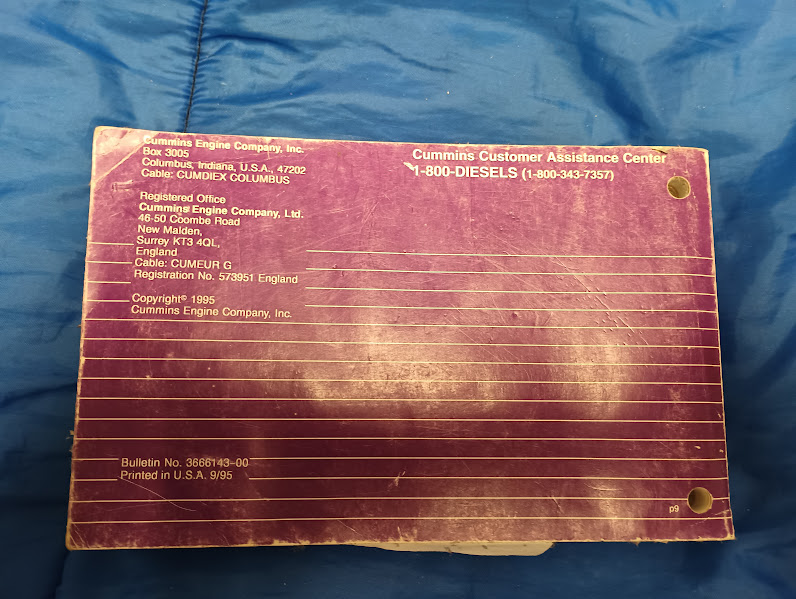 Cummins Engine Company, Inc.
Box 3005
Columbus, Indiana, U.S.A., 47202
Cable: CUMDIEX COLUMBUS
Registered Office
Cummins Engine Company, Ltd.
46-50 Coombe Road
New Malden,
Surrey KT3 4QL,
England
Cable: CUMEUR G
Registration No. 573951 England
Copyright© 1995
Cummins Engine Company, Inc.
Cummins Customer Assistance Center
1-800-DIESELS (1-800-343-7357)
Bulletin No. 3666143-00
Printed in U.S.A. 9/95
p9